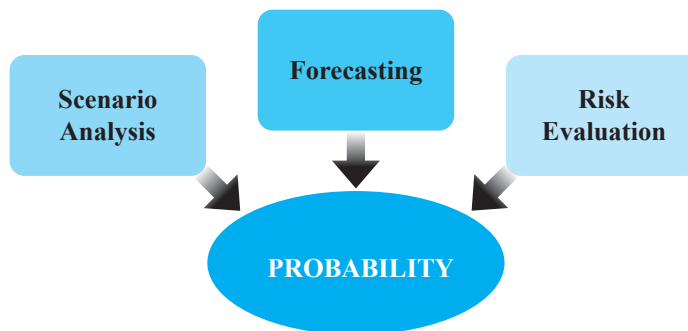 Scenario
Analysis
Forecasting
Risk
Evaluation
PROBABILITY